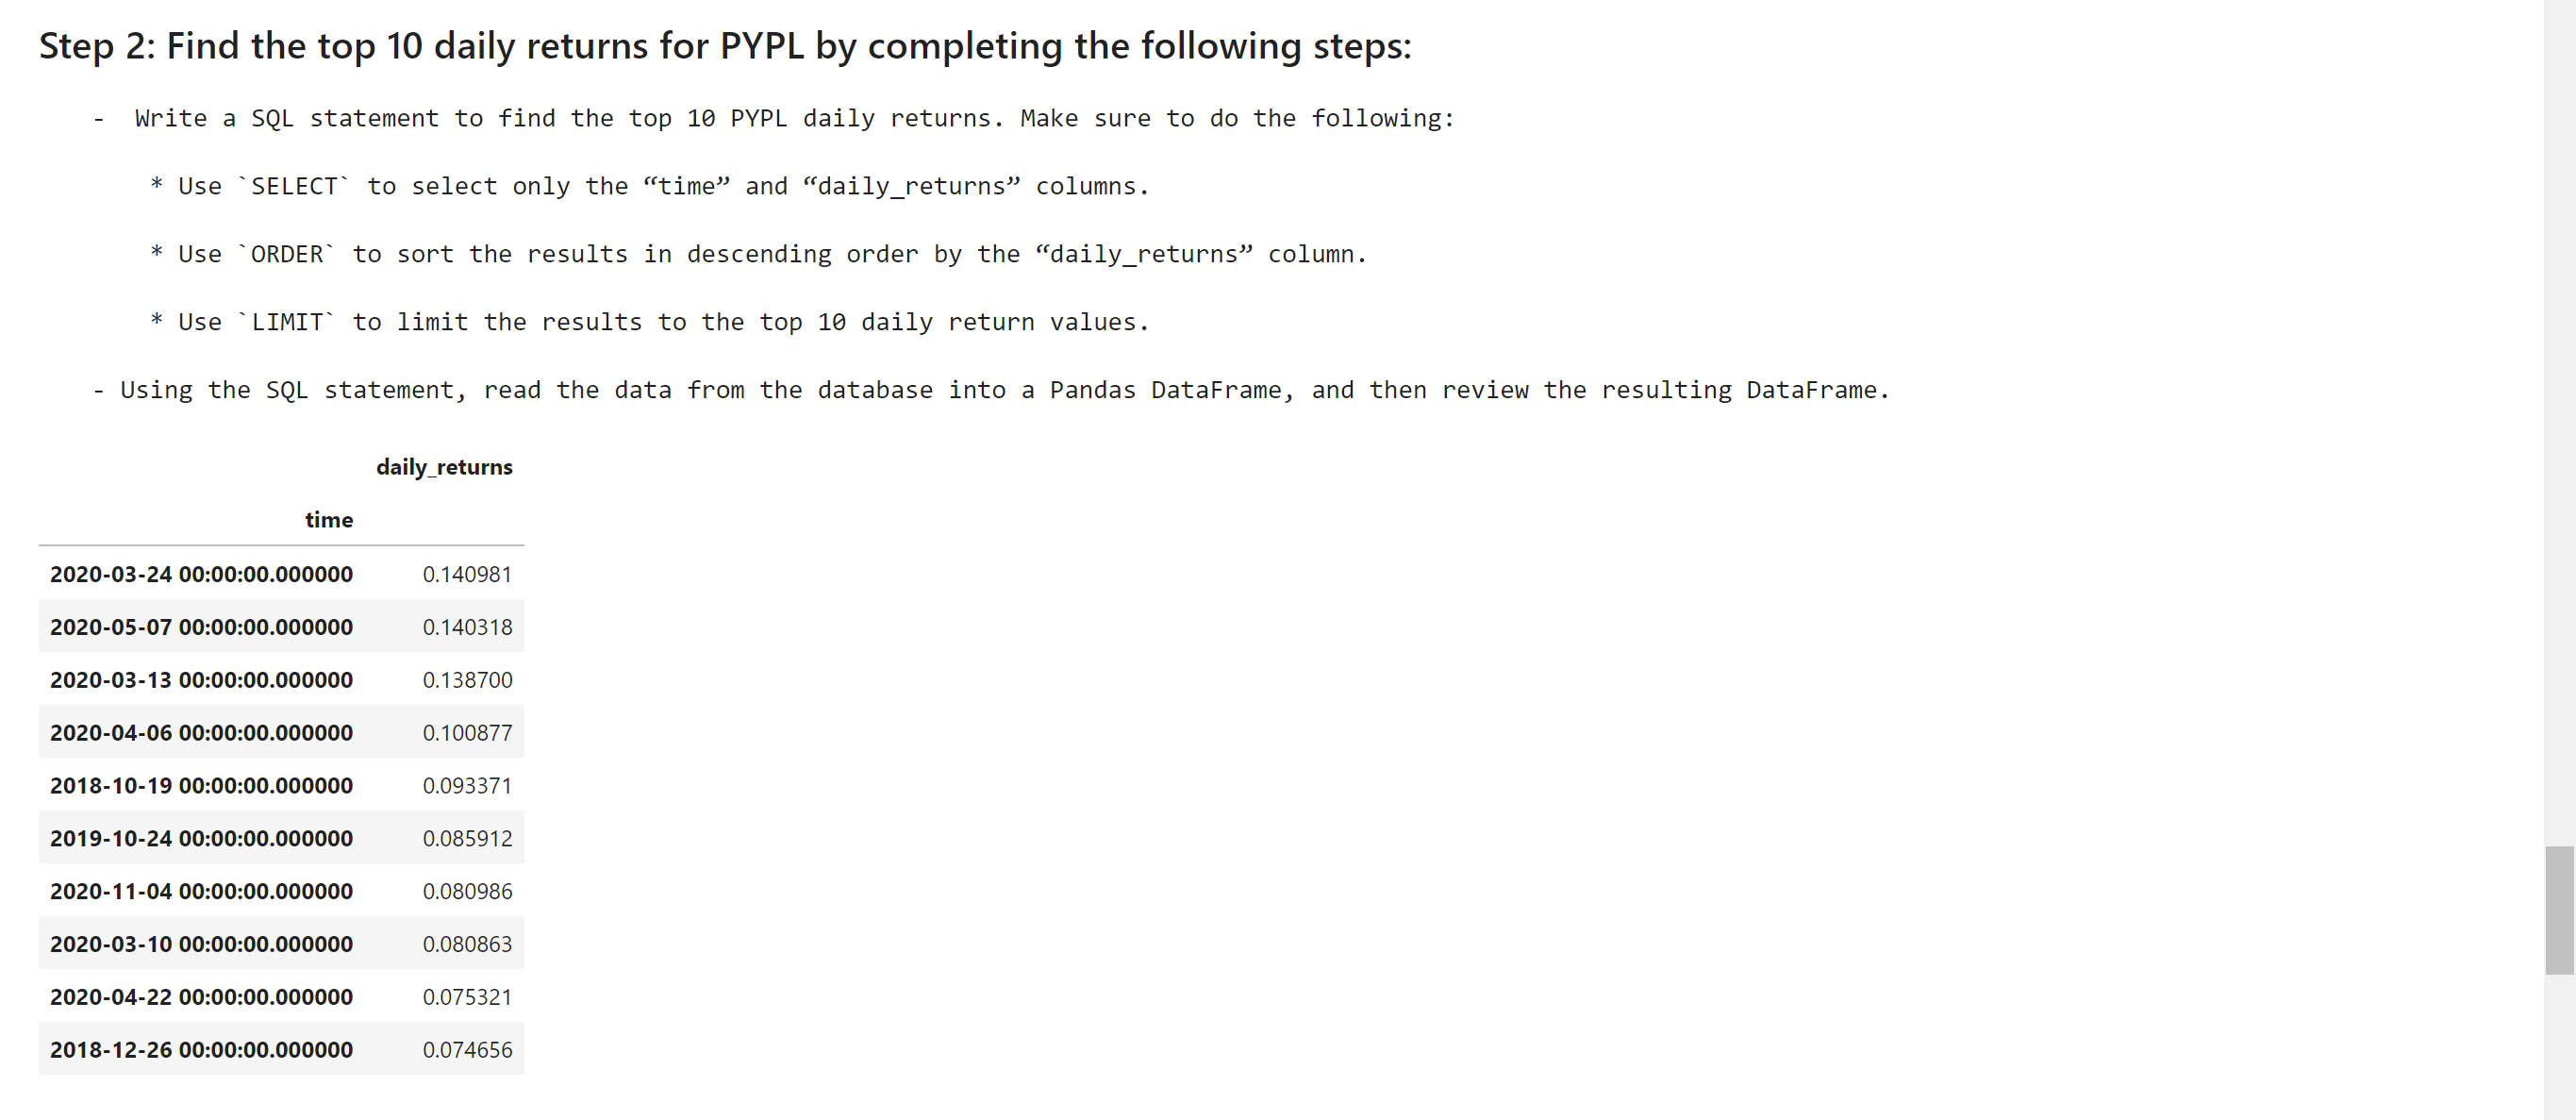 Step 2: Find the top 10 daily returns for PYPL by completing the following steps:
- Write a SQL statement to find the top 10 PYPL daily returns. Make sure to do the following:
* Use `SELECT` to select only the “time” and “daily_returns” columns.
* Use `ORDER` to sort the results in descending order by the “daily_returns” column.
* Use `LIMIT` to limit the results to the top 10 daily return values.
- Using the SQL statement, read the data from the database into a Pandas DataFrame, and then review the resulting DataFrame.
daily_returns
time
2020-03-24 00:00:00.000000 0.140981
2020-05-07 00:00:00.000000 0.140318
2020-03-13 00:00:00.000000 0.138700
2020-04-06 00:00:00.000000 0.100877
2018-10-19 00:00:00.000000 0.093371
2019-10-24 00:00:00.000000 0.085912
2020-11-04 00:00:00.000000 0.080986
2020-03-10 00:00:00.000000 0.080863
2020-04-22 00:00:00.000000 0.075321
2018-12-26 00:00:00.000000 0.074656